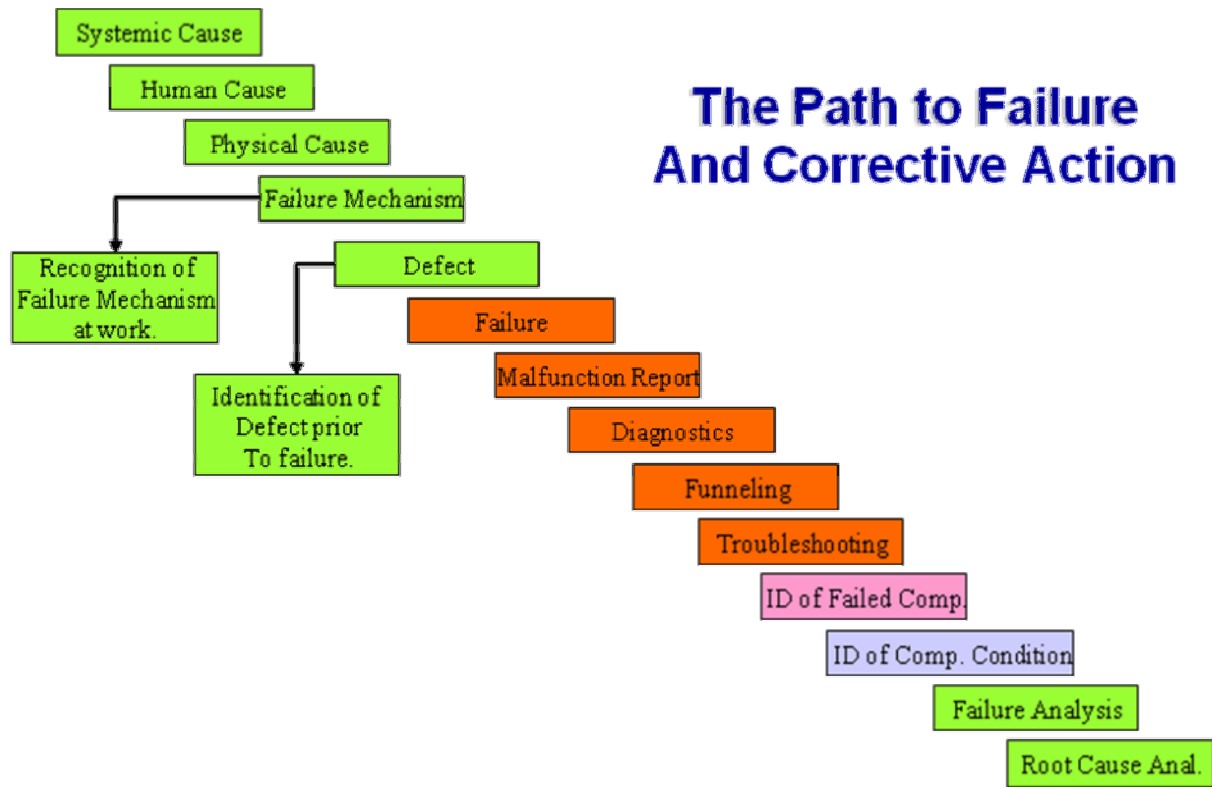 Systemic Cause
Human Cause
The Path to Failure
And Corrective Action
Physical Cause
Failure Mechanism
Recognition of
Failure Mechanism
at work.
Defect
Failure
Malfunction Report
Identification of
Defect prior
To failure.
Diagnostics
Funneling
Troubleshooting
ID of Failed Comp.
ID of Comp. Condition
Failure Analysis
Root Cause Anal.